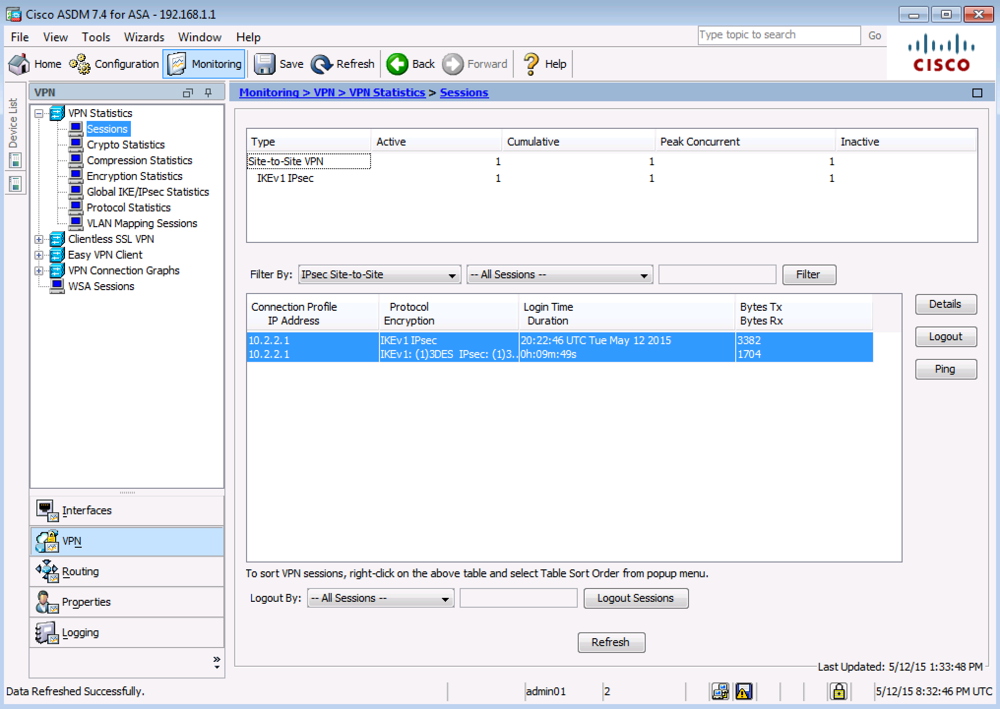 Cisco ASDM 7.4 for ASA - 192.168.1.1
File View Tools Wizards Window Help
Type topic to search Go
CISCO
Home Configuration Monitoring Save Refresh Back Forward Help
Device List
VPN
VPN Statistics
Sessions
Crypto Statistics
Compression Statistics
Encryption Statistics
Global IKE/IPsec Statistics
Protocol Statistics
VLAN Mapping Sessions
Clientless SSL VPN
Easy VPN Client
VPN Connection Graphs
WSA Sessions
Interfaces
VPN
Routing
Properties
Logging
Monitoring > VPN > VPN Statistics > Sessions
Type Active Cumulative Peak Concurrent Inactive
Site-to-Site VPN 1 1 1
IKEv1 IPsec 1 1 1
Filter By: IPsec Site-to-Site -- All Sessions -- Filter
Connection Profile Protocol Login Time Bytes Tx
IP Address Encryption Duration Bytes Rx
10.2.2.1 IKEv1 IPsec 20:22:46 UTC Tue May 12 2015 3382
10.2.2.1 IKEv1: (1)3DES IPsec: (1)3.. 0h:09m:49s 1704
Details
Logout
Ping
To sort VPN sessions, right-click on the above table and select Table Sort Order from popup menu.
Logout By: -- All Sessions -- Logout Sessions
Refresh
Last Updated: 5/12/15 1:33:48 PM
Data Refreshed Successfully. admin01 2 5/12/15 8:32:46 PM UTC